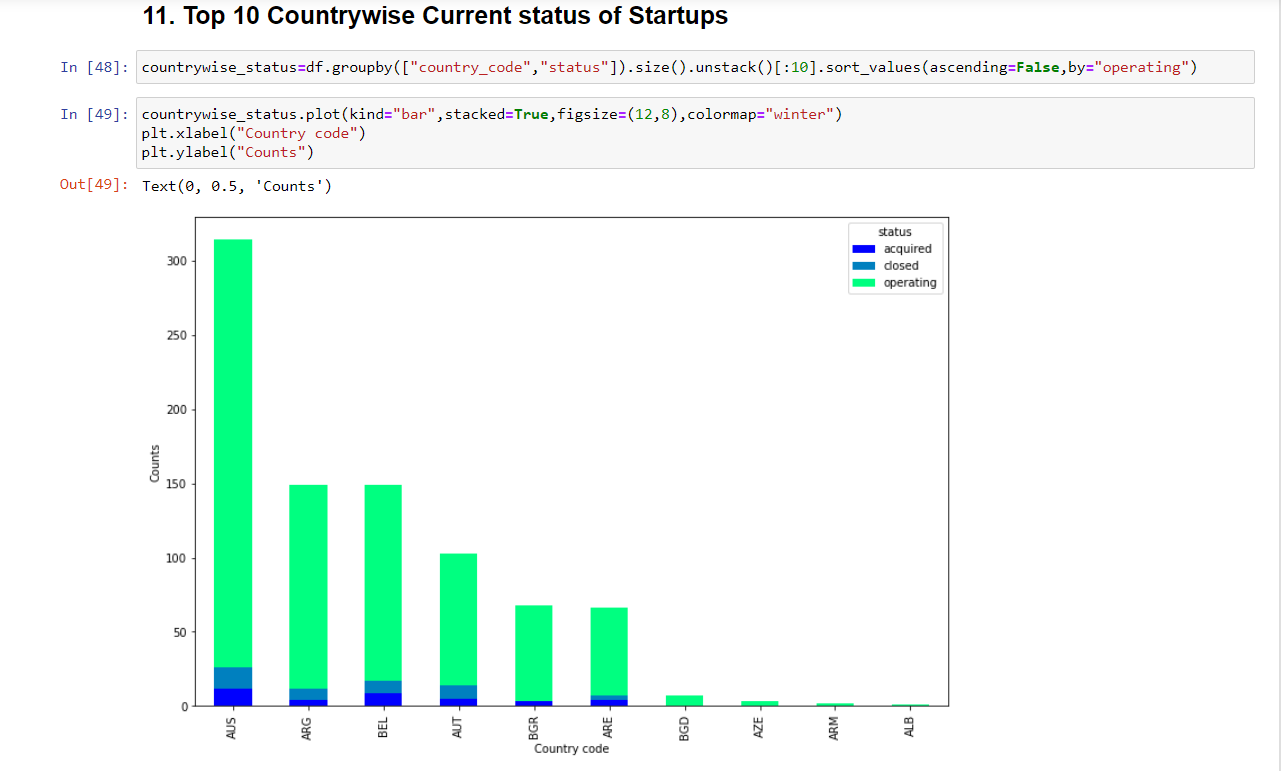 11. Top 10 Countrywise Current status of Startups
In [48]: countrywise_status=df.groupby(["country_code","status"]).size().unstack()[:10].sort_values(ascending=False,by="operating")
In [49]: countrywise_status.plot(kind="bar",stacked=True,figsize=(12,8),colormap="winter")
plt.xlabel("Country code")
plt.ylabel("Counts")
Out[49]: Text(0, 0.5, 'Counts')
status
acquired
closed
operating
300
250
200
150
100
50
0
Counts
AUS
ARG
BEL
AUT
BGR
ARE
BGD
AZE
ARM
ALB
Country code